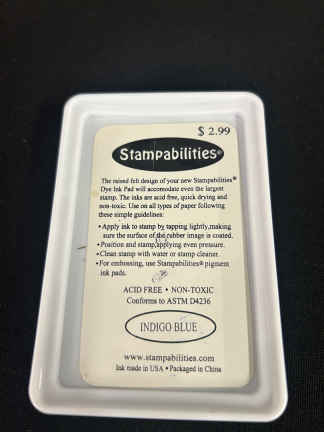 $ 2.99
Stampabilities®
The raised felt design of your new Stampabilities®
Dye Ink Pad will accomodate even the largest
stamp. The inks are acid free, quick drying and
non-toxic. Use on all types of paper following
these simple guidelines:
• Apply ink to stamp by tapping lightly,making
sure the surface of the rubber image is coated.
• Position and stamp,applying even pressure.
• Clean stamp with water or stamp cleaner.
• For embossing, use Stampabilities® pigment
ink pads.
ACID FREE • NON-TOXIC
Conforms to ASTM D4236
INDIGO BLUE
www.stampabilities.com
Ink made in USA • Packaged in China